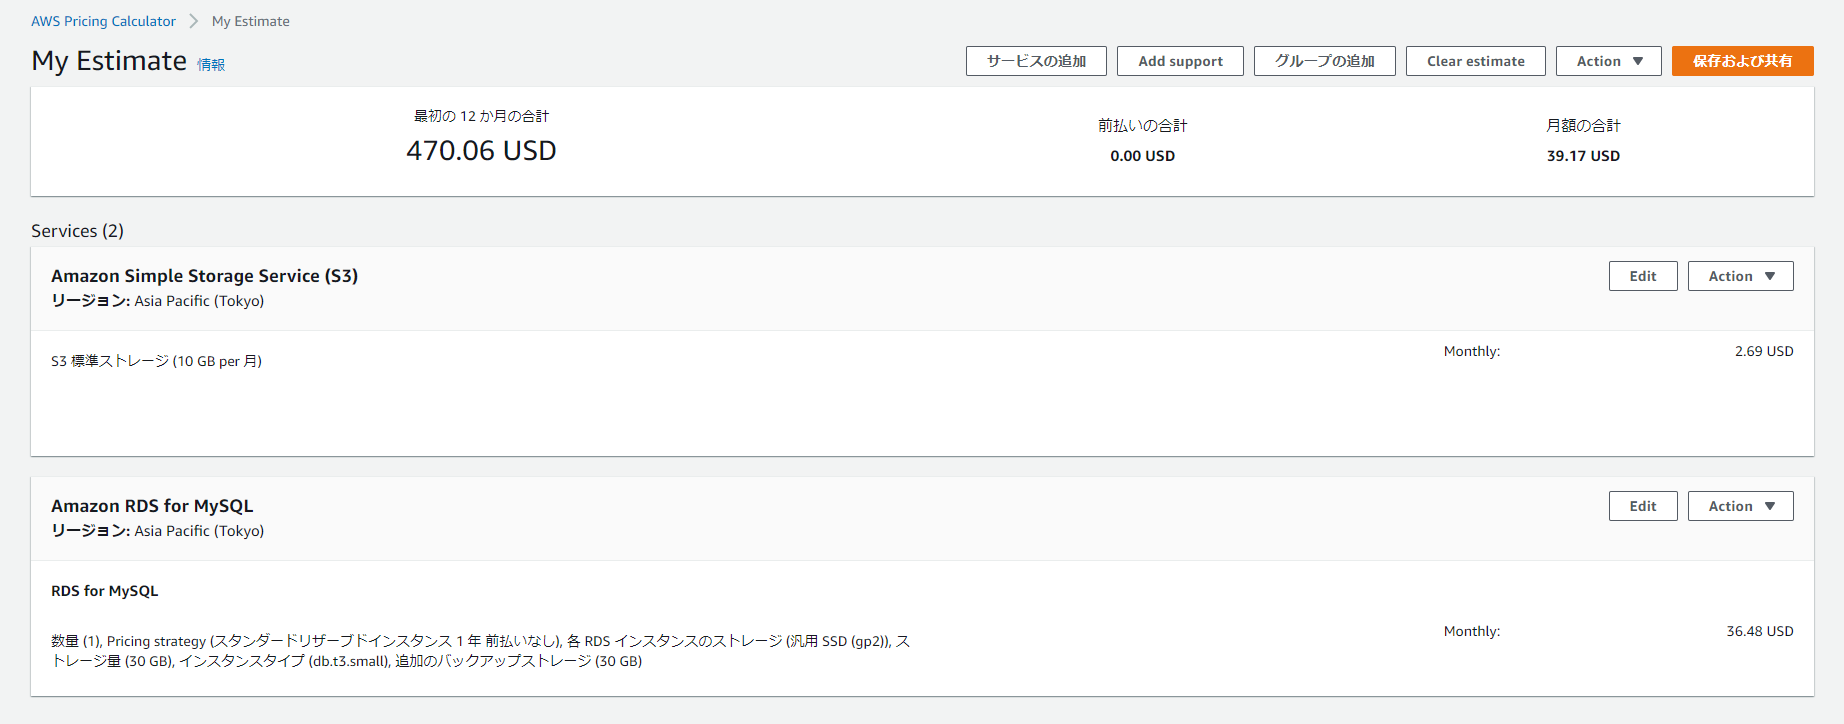 AWS Pricing Calculator > My Estimate
My Estimate 情報
サービスの追加 Add support グループの追加 Clear estimate Action ▼ 保存および共有
最初の 12 か月の合計
470.06 USD
前払いの合計
0.00 USD
月額の合計
39.17 USD
Services (2)
Amazon Simple Storage Service (S3)
リージョン: Asia Pacific (Tokyo)
Edit Action ▼
S3 標準ストレージ (10 GB per 月)
Monthly: 2.69 USD
Amazon RDS for MySQL
リージョン: Asia Pacific (Tokyo)
Edit Action ▼
RDS for MySQL
数量 (1), Pricing strategy (スタンダードリザーブドインスタンス 1 年 前払いなし), 各 RDS インスタンスのストレージ (汎用 SSD (gp2)), ス
トレージ量 (30 GB), インスタンスタイプ (db.t3.small), 追加のバックアップストレージ (30 GB)
Monthly: 36.48 USD